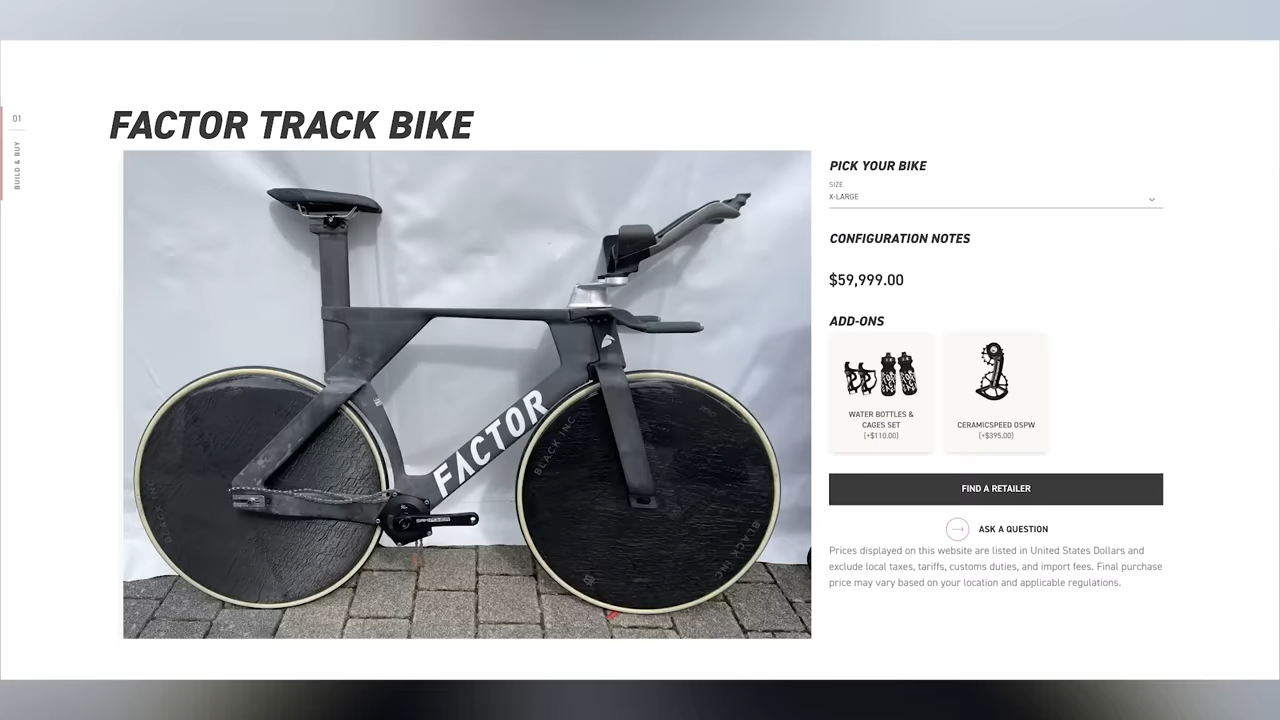 01
BUILD & BUY
FACTOR TRACK BIKE
FACTOR
BLACK INC
BLACK INC
PICK YOUR BIKE
SIZE
X-LARGE
CONFIGURATION NOTES
$59,999.00
ADD-ONS
WATER BOTTLES &
CAGES SET
(+$110.00)
CERAMICSPEED OSPW
(+$395.00)
FIND A RETAILER
ASK A QUESTION
Prices displayed on this website are listed in United States Dollars and
exclude local taxes, tariffs, customs duties, and import fees. Final purchase
price may vary based on your location and applicable regulations.